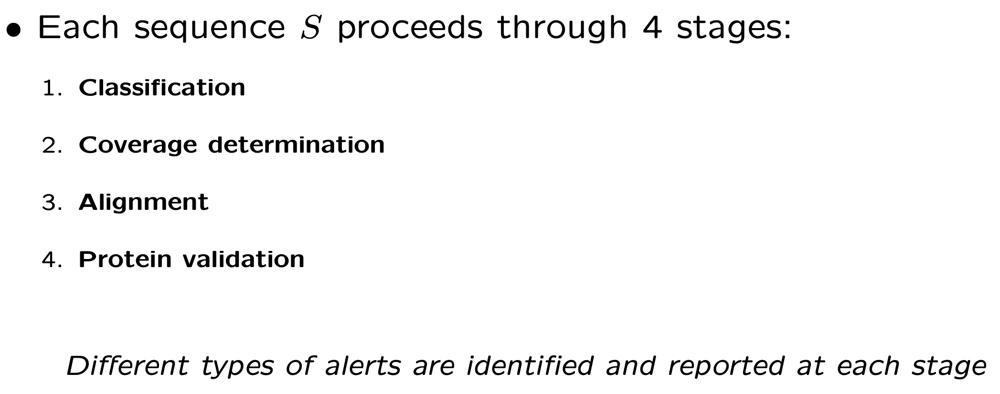 • Each sequence S proceeds through 4 stages:
1. Classification
2. Coverage determination
3. Alignment
4. Protein validation
Different types of alerts are identified and reported at each stage